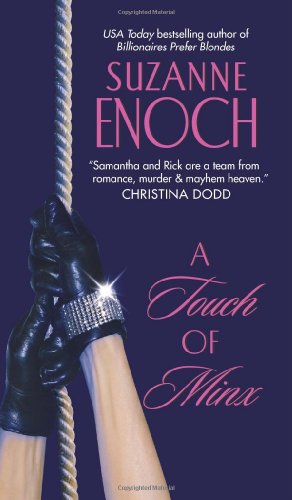 USA Today bestselling author of
Billionaires Prefer Blondes
SUZANNE
ENOCH
“Samantha and Rick are a team from
romance, murder & mayhem heaven.”
CHRISTINA DODD
A
Touch
OF
Minx